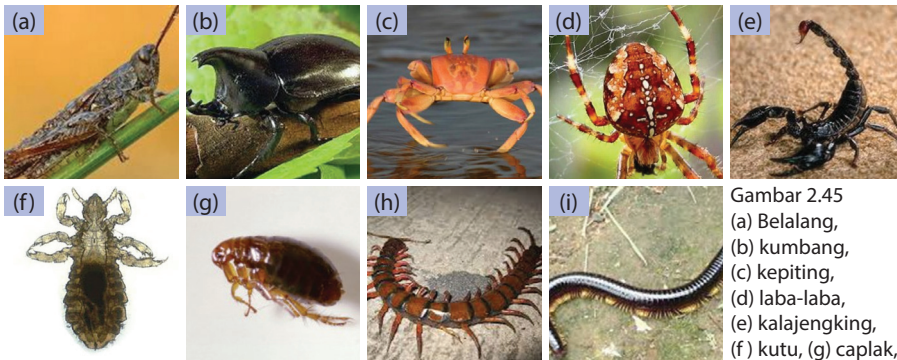 (a)
(b)
(c)
(d)
(e)
(f)
(g)
(h)
(i)
Gambar 2.45
(a) Belalang,
(b) kumbang,
(c) kepiting,
(d) laba-laba,
(e) kalajengking,
(f) kutu, (g) caplak,